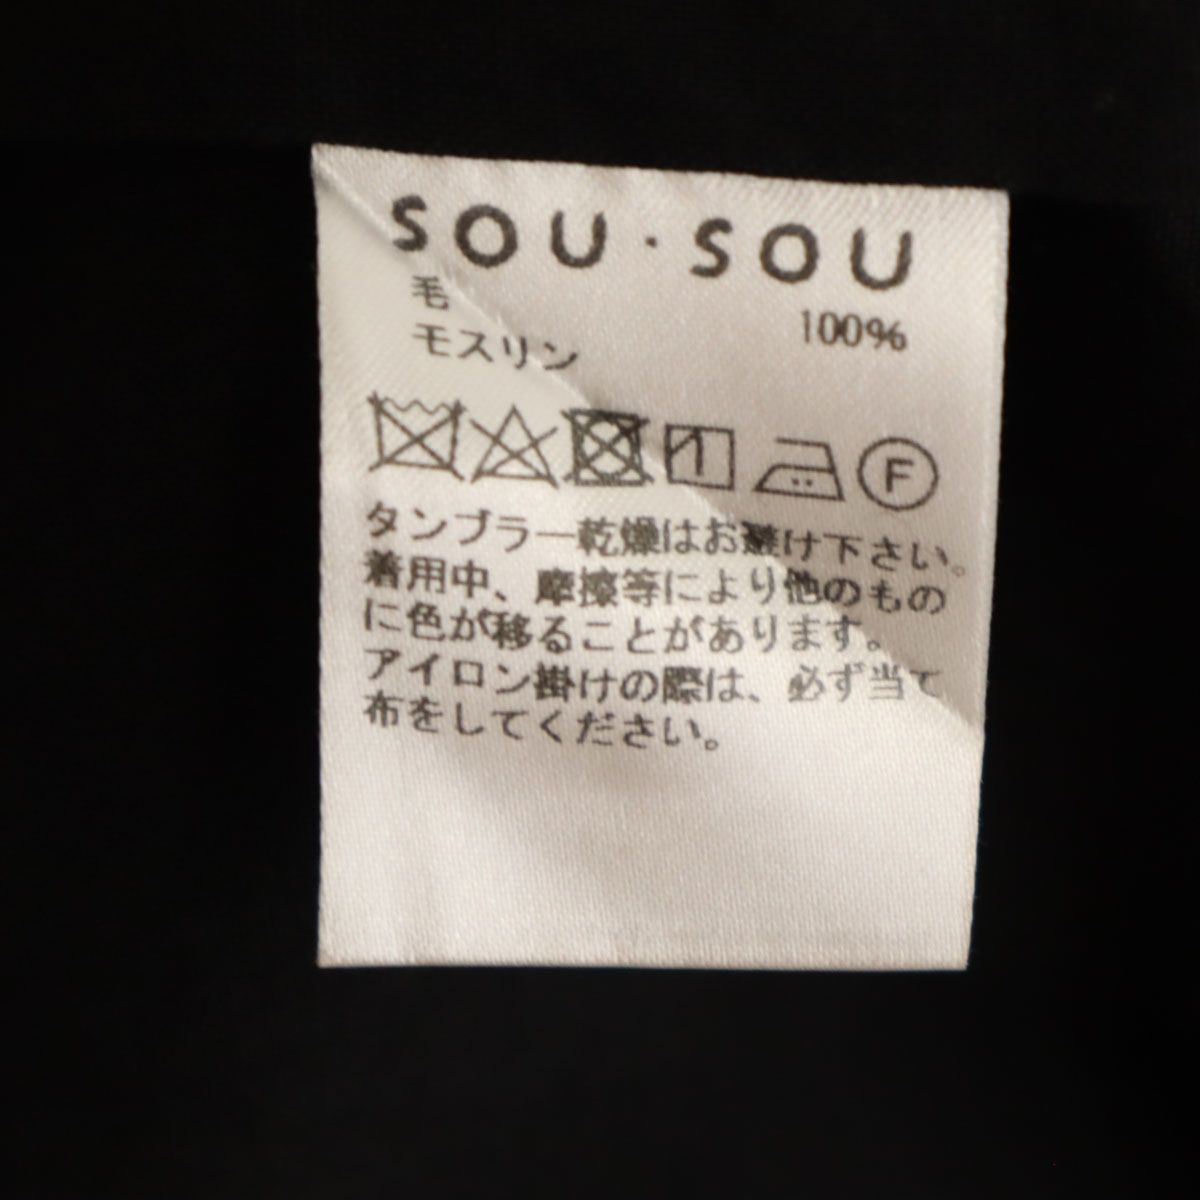 SOU・SOU
毛 100%
モスリン
F
タンブラー乾燥はお避け下さい。
着用中、摩擦等により他のもの
に色が移ることがあります。
アイロン掛けの際は、必ず当て
布をしてください。